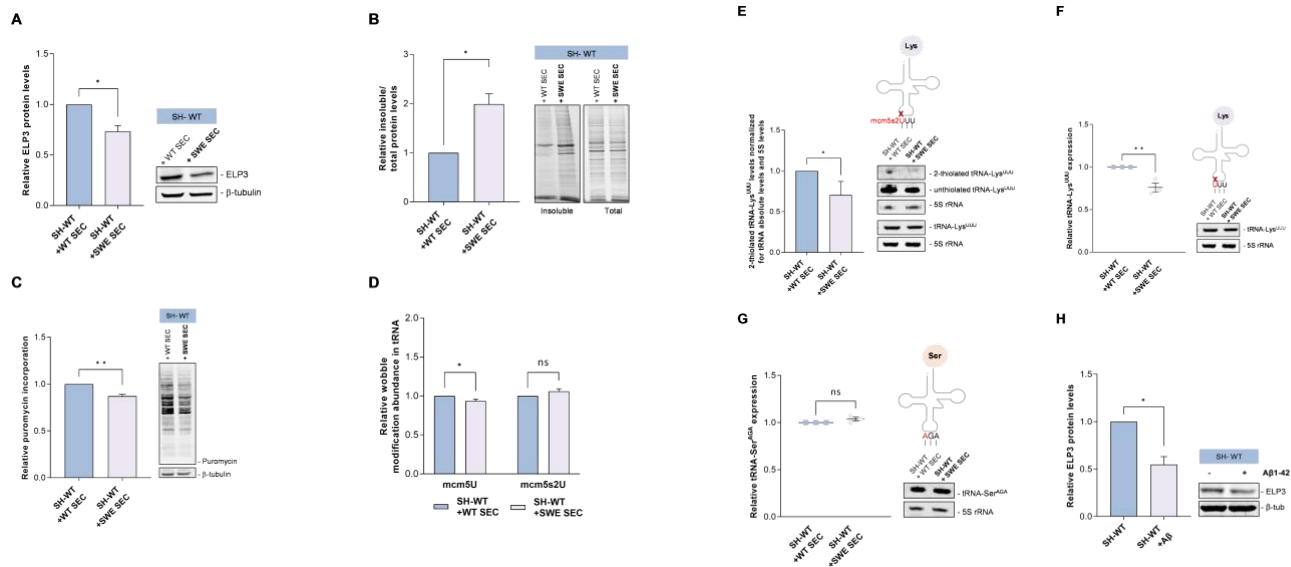 A
Relative ELP3 protein levels
1.5
1.0
0.5
0.0
*
SH-WT
+WT SEC
SH-WT
+SWE SEC
SH- WT
+ WT SEC
+ SWE SEC
- ELP3
- β-tubulin
B
Relative insoluble/
total protein levels
3
2
1
0
*
SH-WT
+WT SEC
SH-WT
+SWE SEC
SH- WT
+ WT SEC
+ SWE SEC
+ WT SEC
+ SWE SEC
Insoluble
Total
C
Relative puromycin incorporation
1.5
1.0
0.5
0.0
**
SH-WT
+WT SEC
SH-WT
+SWE SEC
SH- WT
+ WT SEC
+ SWE SEC
- Puromycin
- β-tubulin
D
Relative wobble
modification abundance in tRNA
2.0
1.5
1.0
0.5
0.0
*
ns
mcm5U
mcm5s2U
SH-WT
+WT SEC
SH-WT
+SWE SEC
E
2-thiolated tRNA-Lysᵁᵁᵁ levels normalized
for tRNA absolute levels and 5S levels
1.5
1.0
0.5
0.0
*
SH-WT
+WT SEC
SH-WT
+SWE SEC
Lys
X
mcm5s2UUU
SH-WT
+ WT SEC
SH-WT
+ SWE SEC
- 2-thiolated tRNA-Lysᵁᵁᵁ
- unthiolated tRNA-Lysᵁᵁᵁ
- 5S rRNA
- tRNA-Lysᵁᵁᵁ
- 5S rRNA
F
Relative tRNA-Lysᵁᵁᵁ expression
1.5
1.0
0.5
0.0
**
SH-WT
+WT SEC
SH-WT
+SWE SEC
Lys
X
UUU
SH-WT
+ WT SEC
SH-WT
+ SWE SEC
- tRNA-Lysᵁᵁᵁ
- 5S rRNA
G
Relative tRNA-Serᴬᴳᴬ expression
1.5
1.0
0.5
0.0
ns
SH-WT
+WT SEC
SH-WT
+SWE SEC
Ser
AGA
SH-WT
+ WT SEC
SH-WT
+ SWE SEC
- tRNA-Serᴬᴳᴬ
- 5S rRNA
H
Relative ELP3 protein levels
1.5
1.0
0.5
0.0
*
SH-WT
SH-WT
+Aβ
SH- WT
- + Aβ1-42
- ELP3
- β-tub